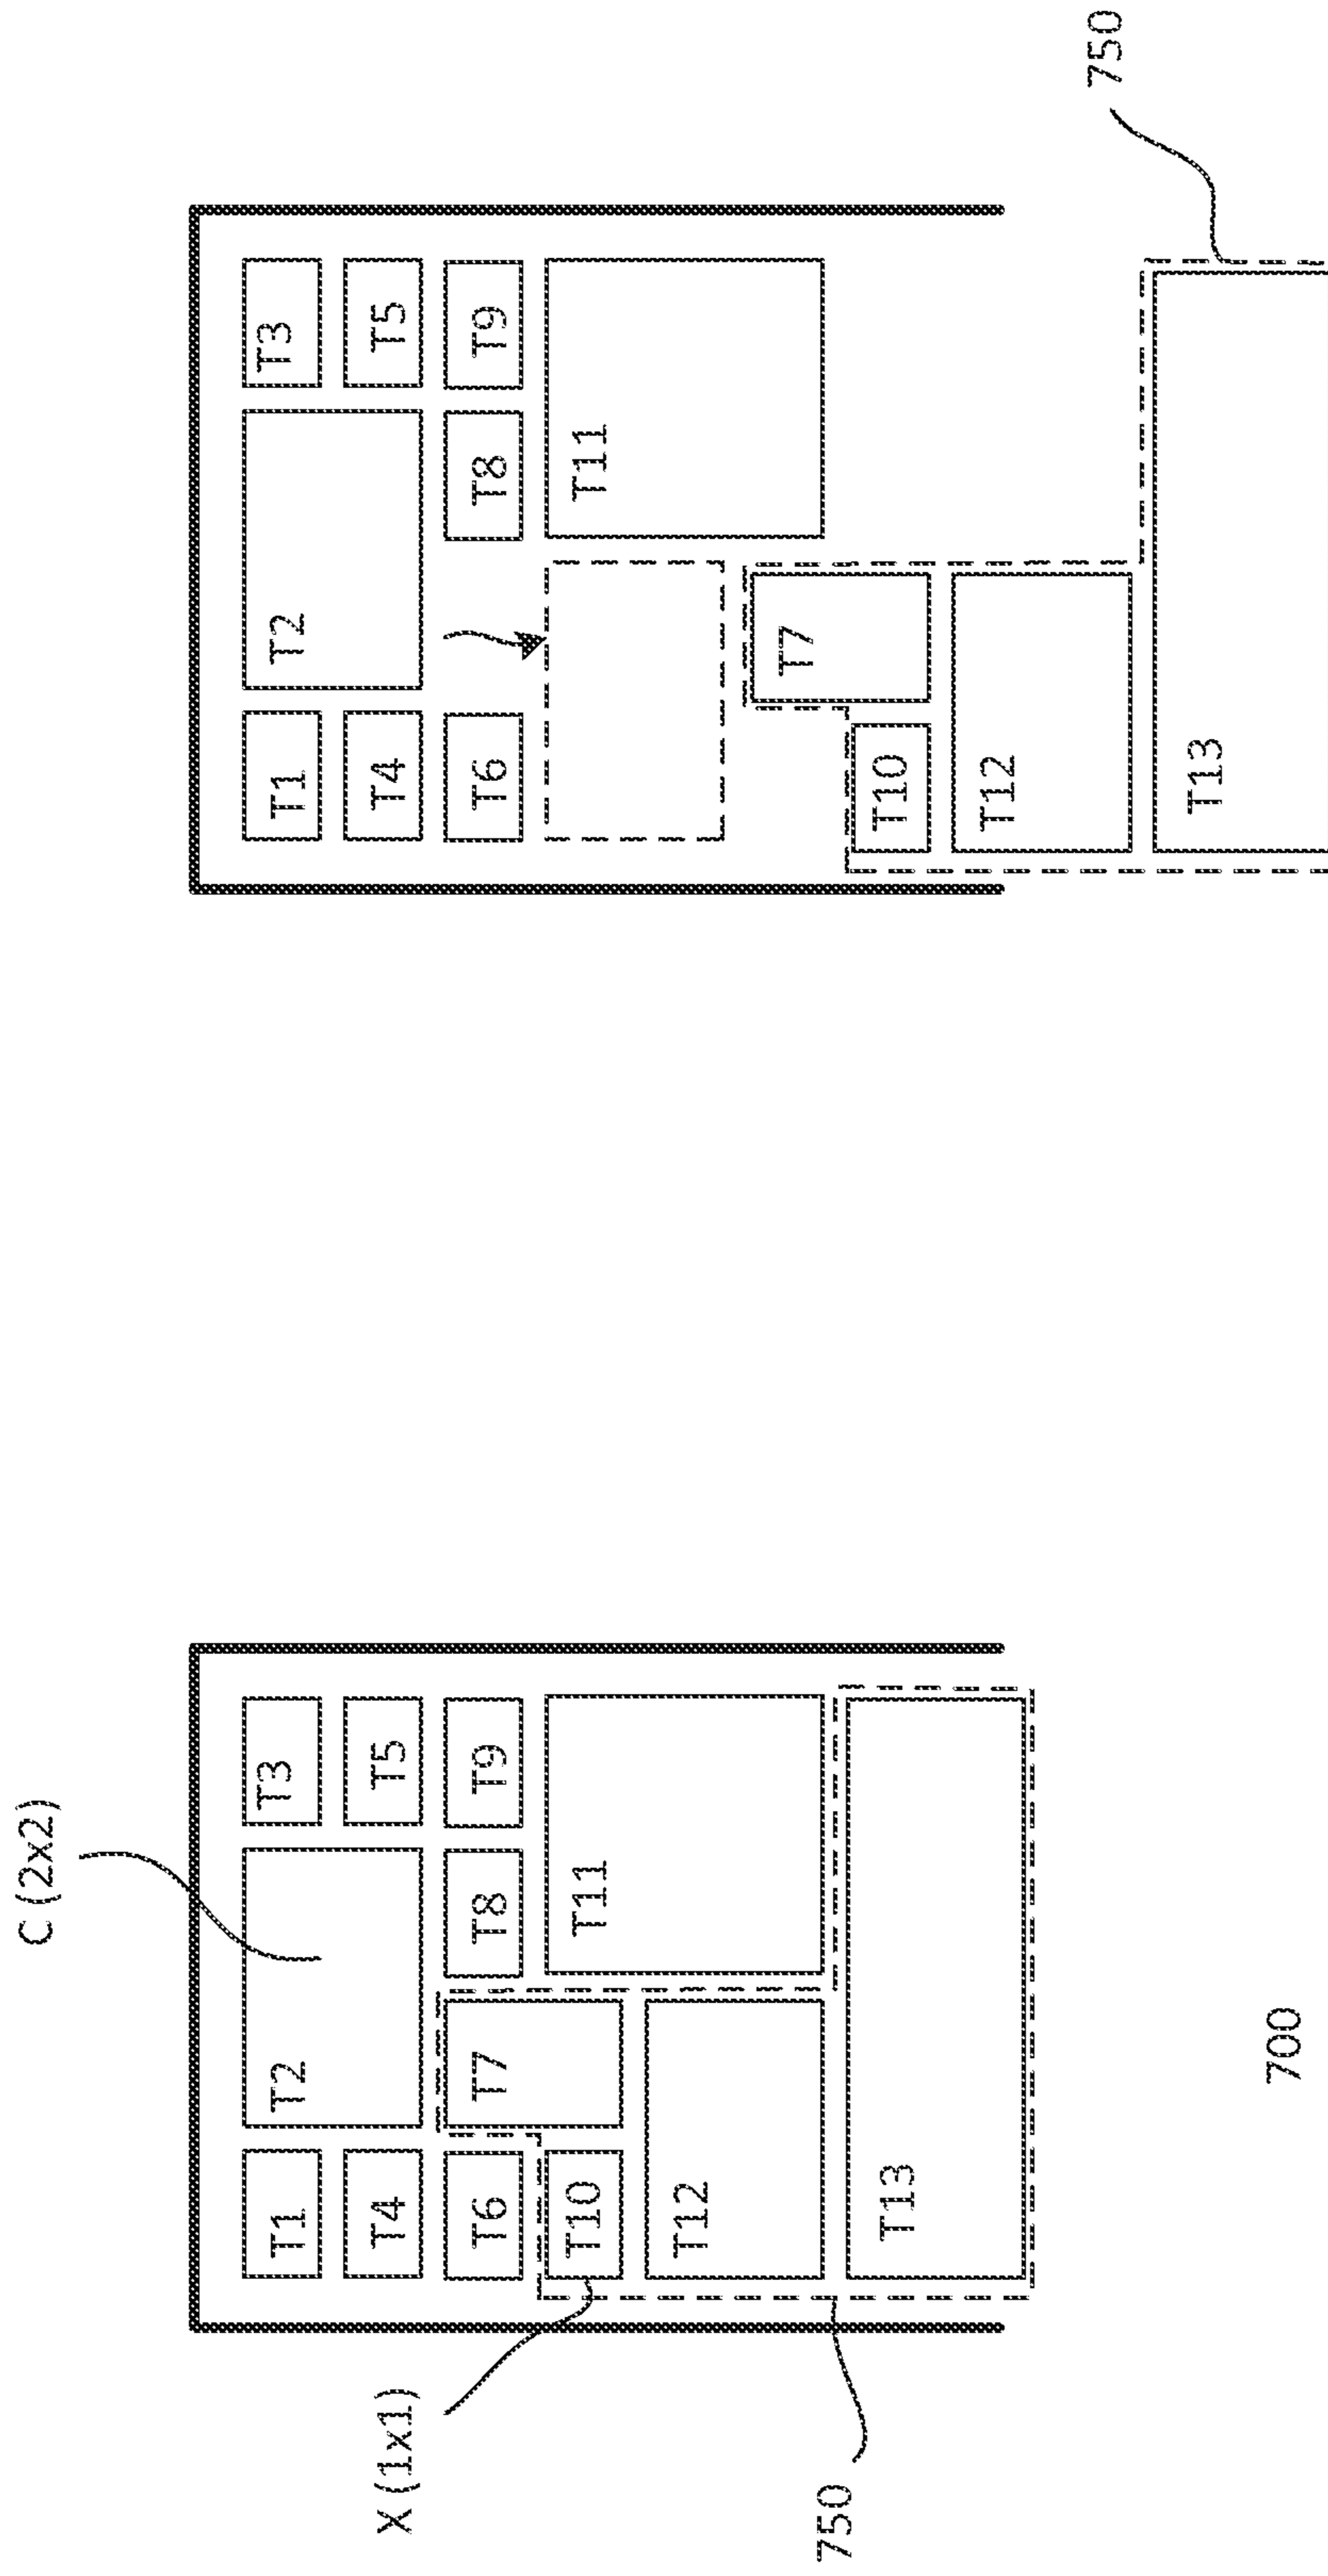 C (2x2)
T1 T2 T3
T4 T5
X (1x1)
T6 T7 T8 T9
T10 T11
T12
750
T13
700
T1 T2 T3
T4 T5
T6 T8 T9
T11
T7
T10
T12
750
T13